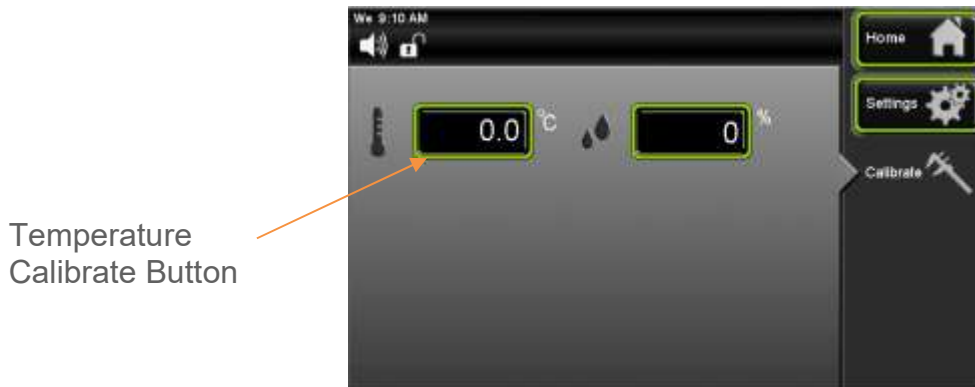 We 9:10 AM
Home
Settings
0.0 °C
0 %
Calibrate
Temperature
Calibrate Button